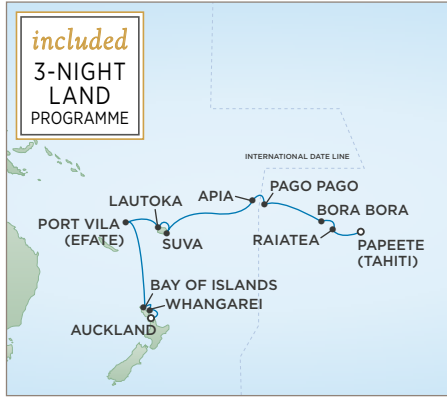 included
3-NIGHT
LAND
PROGRAMME
INTERNATIONAL DATE LINE
APIA
PAGO PAGO
LAUTOKA
BORA BORA
PORT VILA
(EFATE)
SUVA
RAIATEA
PAPEETE
(TAHITI)
BAY OF ISLANDS
WHANGAREI
AUCKLAND